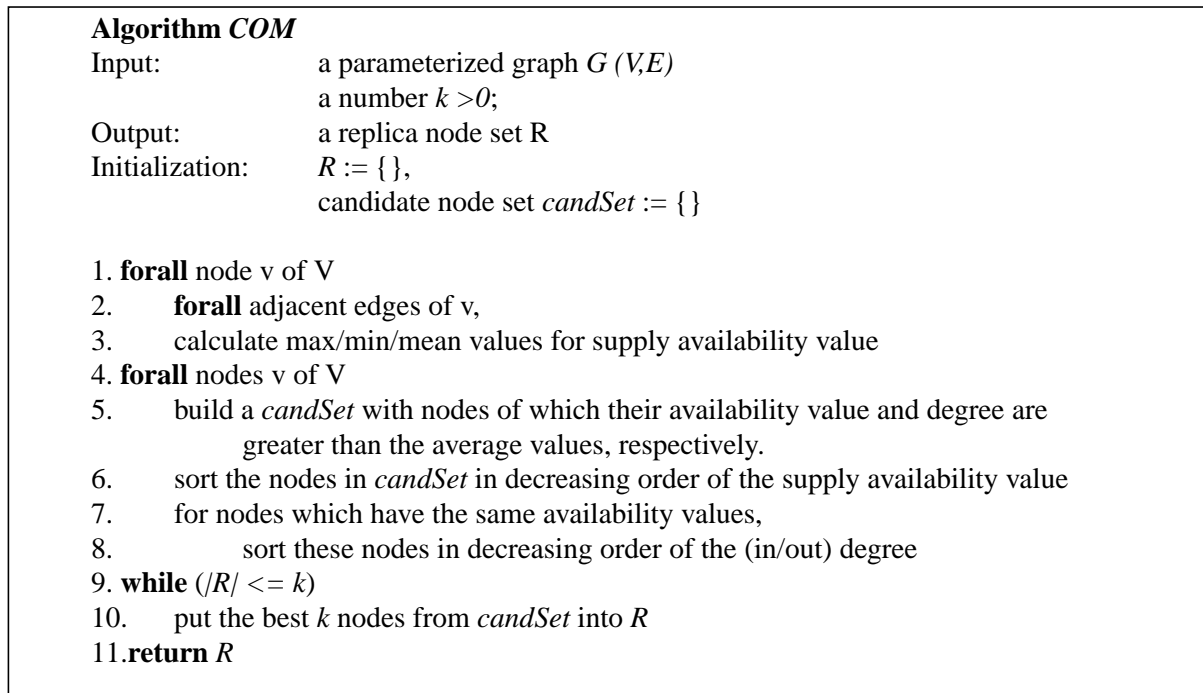 Algorithm COM
Input: a parameterized graph G (V,E)
a number k >0;
Output: a replica node set R
Initialization: R := { },
candidate node set candSet := { }
1. forall node v of V
2. forall adjacent edges of v,
3. calculate max/min/mean values for supply availability value
4. forall nodes v of V
5. build a candSet with nodes of which their availability value and degree are
greater than the average values, respectively.
6. sort the nodes in candSet in decreasing order of the supply availability value
7. for nodes which have the same availability values,
8. sort these nodes in decreasing order of the (in/out) degree
9. while (|R| <= k)
10. put the best k nodes from candSet into R
11.return R